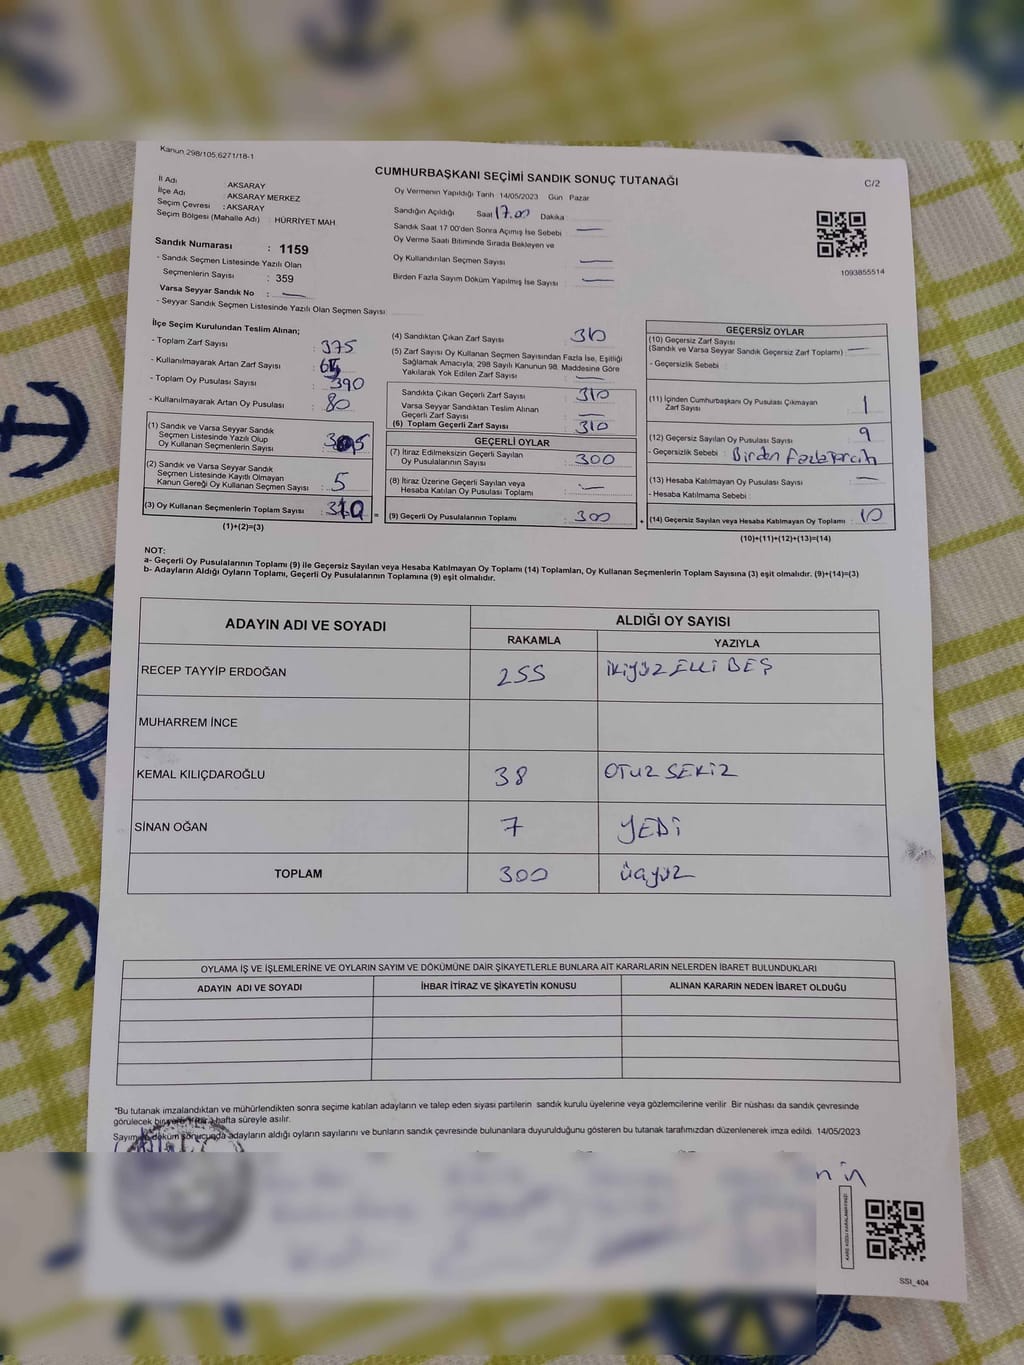 Kanun 298/105,6271/18-1
CUMHURBAŞKANI SEÇİMİ SANDIK SONUÇ TUTANAĞI
C/2
İl Adı : AKSARAY
İlçe Adı : AKSARAY MERKEZ
Seçim Çevresi : AKSARAY
Seçim Bölgesi (Mahalle Adı) : HÜRRİYET MAH.
Oy Vermenin Yapıldığı Tarih 14/05/2023 Gün Pazar
Sandığın Açıldığı Saat 17.00 Dakika
Sandık Saat 17:00'den Sonra Açımış İse Sebebi —
Oy Verme Saati Bitiminde Sırada Bekleyen ve
Oy Kullandırılan Seçmen Sayısı —
Birden Fazla Sayım Döküm Yapılmış İse Sayısı —
1093855514
Sandık Numarası : 1159
- Sandık Seçmen Listesinde Yazılı Olan
Seçmenlerin Sayısı : 359
Varsa Seyyar Sandık No : —
- Seyyar Sandık Seçmen Listesinde Yazılı Olan Seçmen Sayısı
İlçe Seçim Kurulundan Teslim Alınan;
- Toplam Zarf Sayısı : 375
- Kullanılmayarak Artan Zarf Sayısı : 65
- Toplam Oy Pusulası Sayısı : 390
- Kullanılmayarak Artan Oy Pusulası : 80
(1) Sandık ve Varsa Seyyar Sandık
Seçmen Listesinde Yazılı Olup
Oy Kullanan Seçmenlerin Sayısı : 305
(2) Sandık ve Varsa Seyyar Sandık
Seçmen Listesinde Kayıtlı Olmayan
Kanun Gereği Oy Kullanan Seçmen Sayısı : 5
(3) Oy Kullanan Seçmenlerin Toplam Sayısı : 310
(1)+(2)=(3)
(4) Sandıktan Çıkan Zarf Sayısı : 310
(5) Zarf Sayısı Oy Kullanan Seçmen Sayısından Fazla İse, Eşitliği
Sağlamak Amacıyla; 298 Sayılı Kanunun 98. Maddesine Göre
Yakılarak Yok Edilen Zarf Sayısı : —
Sandıkta Çıkan Geçerli Zarf Sayısı : 310
Varsa Seyyar Sandıktan Teslim Alınan
Geçerli Zarf Sayısı : —
(6) Toplam Geçerli Zarf Sayısı : 310
GEÇERLİ OYLAR
(7) İtiraz Edilmeksizin Geçerli Sayılan
Oy Pusulalarının Sayısı : 300
(8) İtiraz Üzerine Geçerli Sayılan veya
Hesaba Katılan Oy Pusulası Toplamı : —
= (9) Geçerli Oy Pusulalarının Toplamı : 300
GEÇERSİZ OYLAR
(10) Geçersiz Zarf Sayısı
(Sandık ve Varsa Seyyar Sandık Geçersiz Zarf Toplamı) : —
- Geçersizlik Sebebi :
(11) İçinden Cumhurbaşkanı Oy Pusulası Çıkmayan
Zarf Sayısı : 1
(12) Geçersiz Sayılan Oy Pusulası Sayısı : 9
- Geçersizlik Sebebi : Birden fazla tercih
(13) Hesaba Katılmayan Oy Pusulası Sayısı : —
- Hesaba Katılmama Sebebi :
+ (14) Geçersiz Sayılan veya Hesaba Katılmayan Oy Toplamı : 10
(10)+(11)+(12)+(13)=(14)
NOT:
a- Geçerli Oy Pusulalarının Toplamı (9) ile Geçersiz Sayılan veya Hesaba Katılmayan Oy Toplamı (14) Toplamları, Oy Kullanan Seçmenlerin Toplam Sayısına (3) eşit olmalıdır. (9)+(14)=(3)
b- Adayların Aldığı Oyların Toplamı, Geçerli Oy Pusulalarının Toplamına (9) eşit olmalıdır.
ADAYIN ADI VE SOYADI ALDIĞI OY SAYISI
RAKAMLA YAZIYLA
RECEP TAYYİP ERDOĞAN 255 İKİYÜZ ELLİ BEŞ
MUHARREM İNCE
KEMAL KILIÇDAROĞLU 38 OTUZ SEKİZ
SİNAN OĞAN 7 YEDİ
TOPLAM 300 üçyüz
OYLAMA İŞ VE İŞLEMLERİNE VE OYLARIN SAYIM VE DÖKÜMÜNE DAİR ŞİKAYETLERLE BUNLARA AİT KARARLARIN NELERDEN İBARET BULUNDUKLARI
ADAYIN ADI VE SOYADI İHBAR İTİRAZ VE ŞİKAYETİN KONUSU ALINAN KARARIN NEDEN İBARET OLDUĞU
*Bu tutanak imzalandıktan ve mühürlendikten sonra seçime katılan adayların ve talep eden siyasi partilerin sandık kurulu üyelerine veya gözlemcilerine verilir. Bir nüshası da sandık çevresinde
görülecek bir yere bir hafta süreyle asılır.
Sayım ve döküm sonucunda adayların aldığı oyların sayılarını ve bunların sandık çevresinde bulunanlara duyurulduğunu gösteren bu tutanak tarafımızdan düzenlenerek imza edildi. 14/05/2023
SSI_404